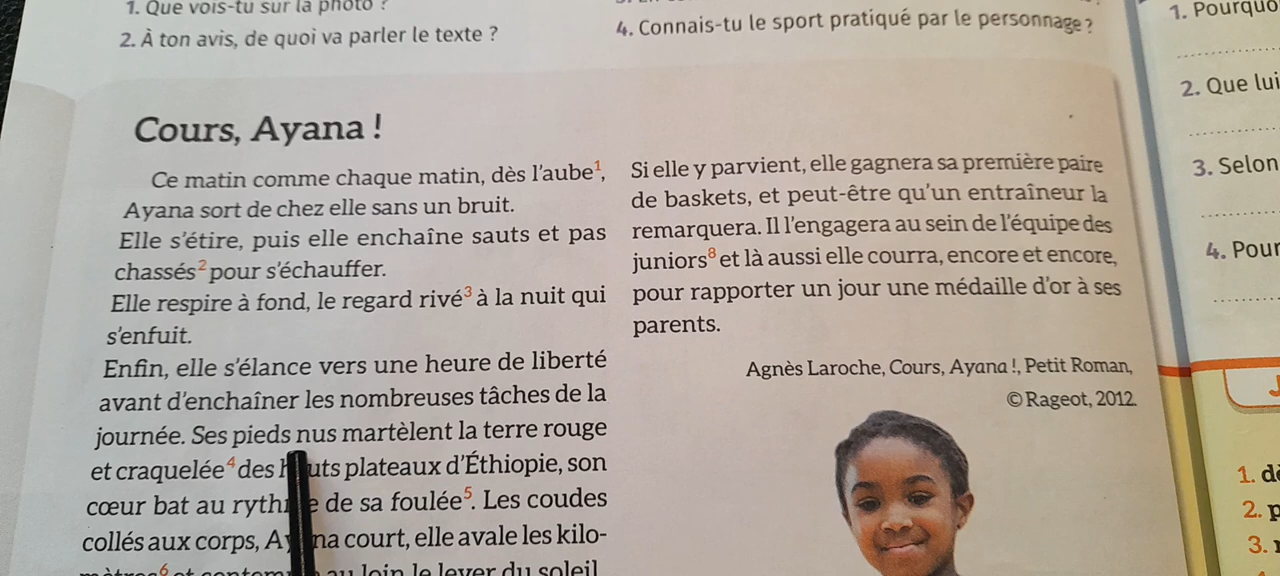 1. Que vois-tu sur la photo ?
2. À ton avis, de quoi va parler le texte ?
4. Connais-tu le sport pratiqué par le personnage ?
Cours, Ayana !
Ce matin comme chaque matin, dès l'aube1,
Ayana sort de chez elle sans un bruit.
Elle s'étire, puis elle enchaîne sauts et pas
chassés2 pour s'échauffer.
Elle respire à fond, le regard rivé3 à la nuit qui
s'enfuit.
Enfin, elle s'élance vers une heure de liberté
avant d'enchaîner les nombreuses tâches de la
journée. Ses pieds nus martèlent la terre rouge
et craquelée4 des plateaux d'Éthiopie, son
cœur bat au de sa foulée5. Les coudes
collés aux corps, court, elle avale les kilo-
au loin le lever du soleil
Si elle y parvient, elle gagnera sa première paire
de baskets, et peut-être qu'un entraîneur la
remarquera. Il l'engagera au sein de l'équipe des
juniors8 et là aussi elle courra, encore et encore,
pour rapporter un jour une médaille d'or à ses
parents.
Agnès Laroche, Cours, Ayana !, Petit Roman,
© Rageot, 2012.
1. Pourquo
2. Que lui
3. Selon
4. Pour
1. d
2. p
3.